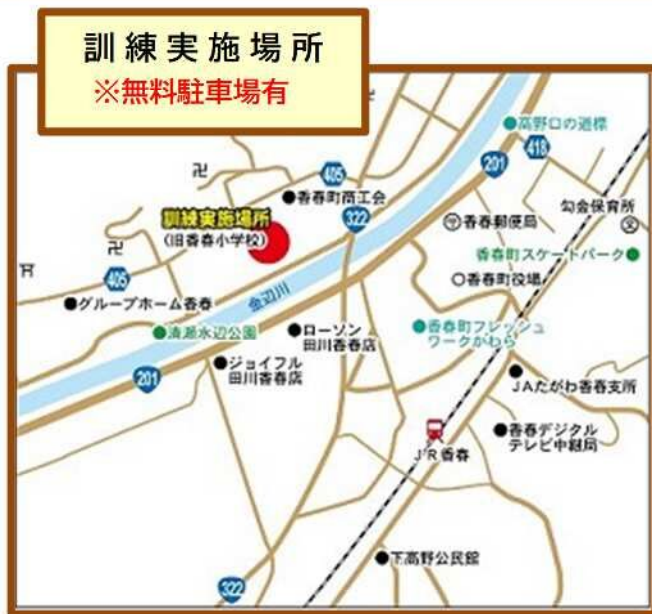 訓練実施場所
※無料駐車場有
高野口の道標
418
201
405
香春町商工会
322
訓練実施場所
(旧香春小学校)
香春郵便局
勾金保育所
香春町スケートパーク
香春町役場
405
グループホーム香春
金辺川
清瀬水辺公園
ローソン
田川香春店
香春町フレッシュ
ワークかわら
ジョイフル
田川香春店
201
JAたがわ香春支所
JR香春
香春デジタル
テレビ中継局
下高野公民館
322